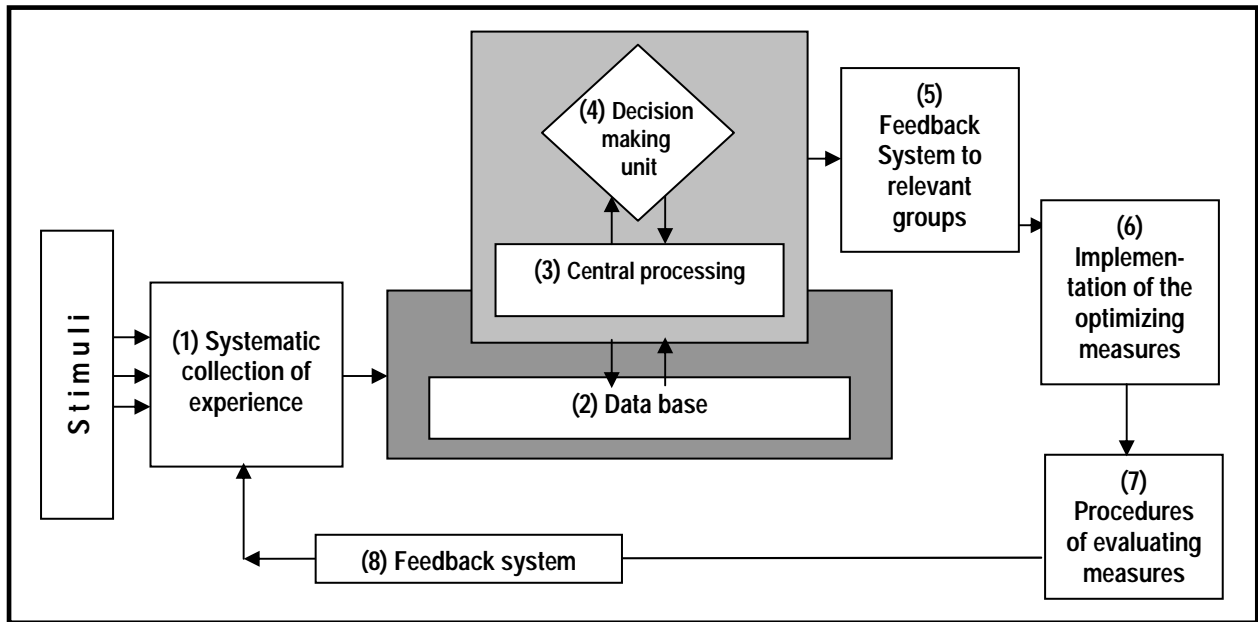 S t i m u l i
(1) Systematic
collection of
experience
(2) Data base
(3) Central processing
(4) Decision
making
unit
(5)
Feedback
System to
relevant
groups
(6)
Implemen-
tation of the
optimizing
measures
(7)
Procedures
of evaluating
measures
(8) Feedback system